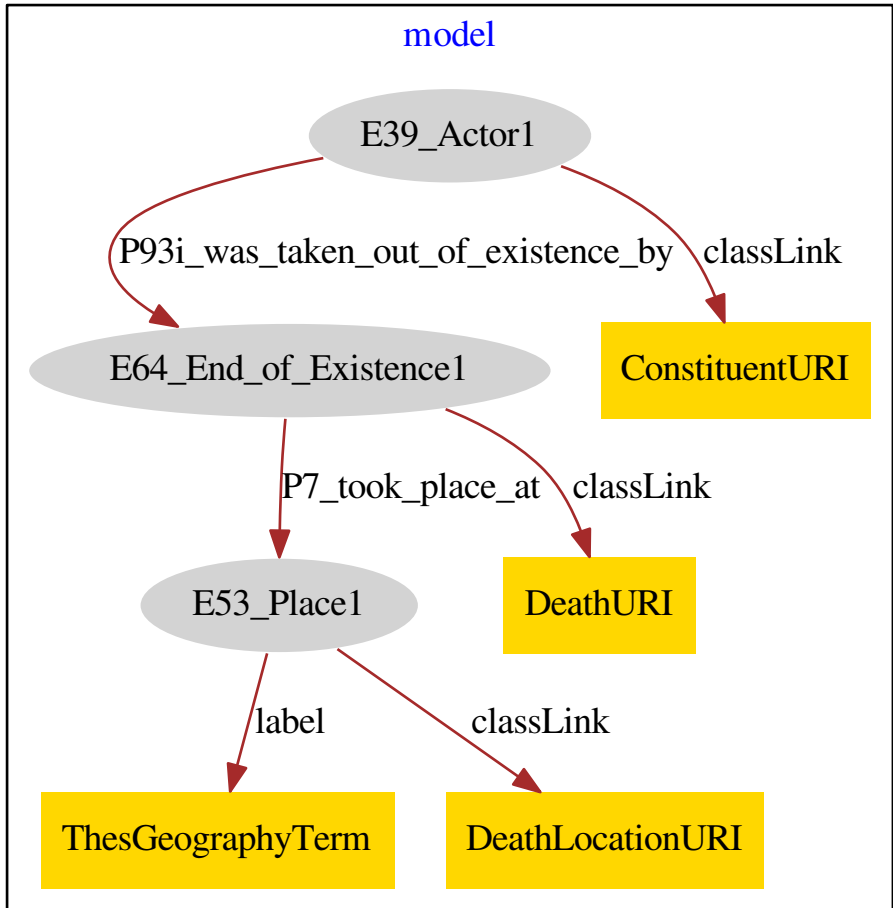 model
E39_Actor1
P93i_was_taken_out_of_existence_by
classLink
E64_End_of_Existence1
ConstituentURI
P7_took_place_at
classLink
E53_Place1
DeathURI
label
classLink
ThesGeographyTerm
DeathLocationURI